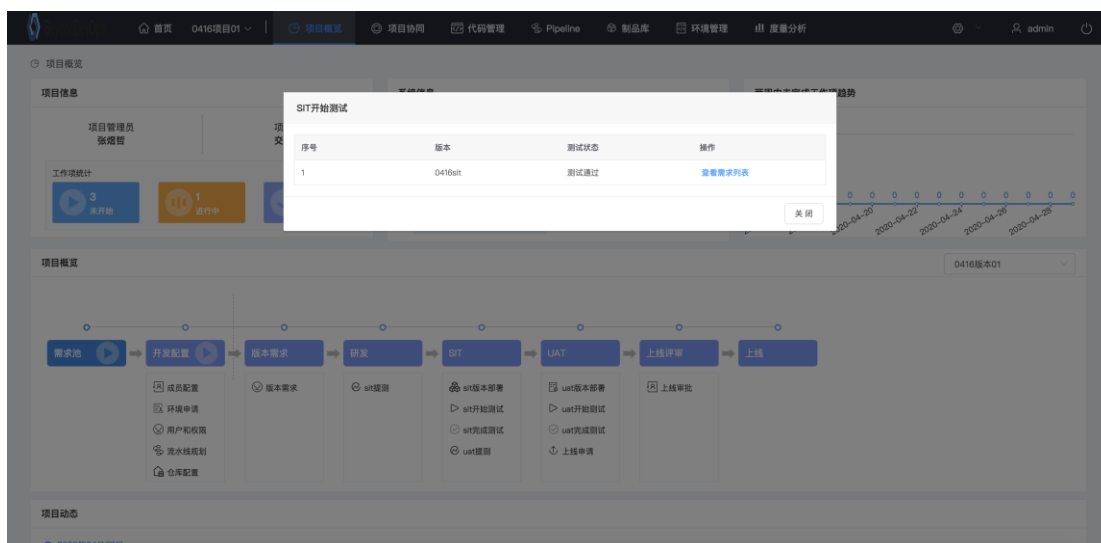 首页 0416项目01 项目概览 项目协同 代码管理 Pipeline 制品库 环境管理 度量分析 admin
项目概览
项目信息
项目管理员
张熠哲
工作项统计
3
未开始
1
进行中
SIT开始测试
序号 版本 测试状态 操作
1 0416sit 测试通过 查看需求列表
关闭
0 0 0 0 0 0 0 0 0 0 0
2020-04-20 2020-04-22 2020-04-24 2020-04-26 2020-04-28
项目概览 0416版本01
需求池 开发配置 版本需求 研发 SIT UAT 上线评审 上线
成员配置 版本需求 sit提测 sit版本部署 uat版本部署 上线审批
环境申请 sit开始测试 uat开始测试
用户和权限 sit完成测试 uat完成测试
流水线规划 uat提测 上线申请
仓库配置
项目动态